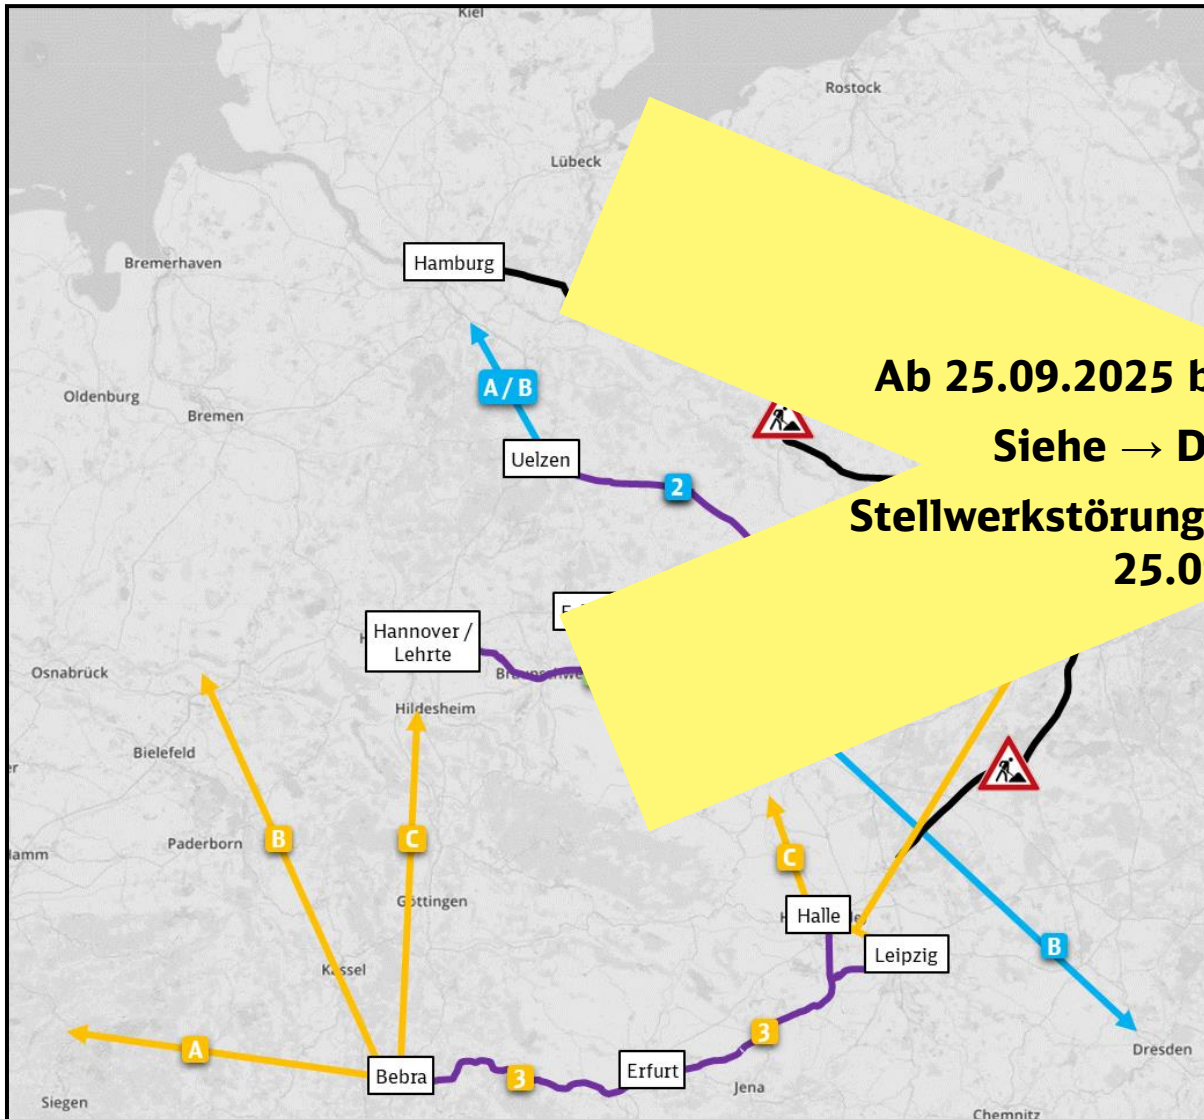 Kiel
Rostock
Lübeck
Bremerhaven
Hamburg
A / B
Ab 25.09.2025 b
Oldenburg
Bremen
Siehe → D
Uelzen
2
Stellwerkstörung
25.0
Hannover /
Lehrte
Osnabrück
Hildesheim
Bielefeld
Paderborn
B
C
C
Göttingen
Halle
Leipzig
B
Kassel
3
A
Dresden
Bebra
3
Erfurt
Jena
Siegen
Chemnitz